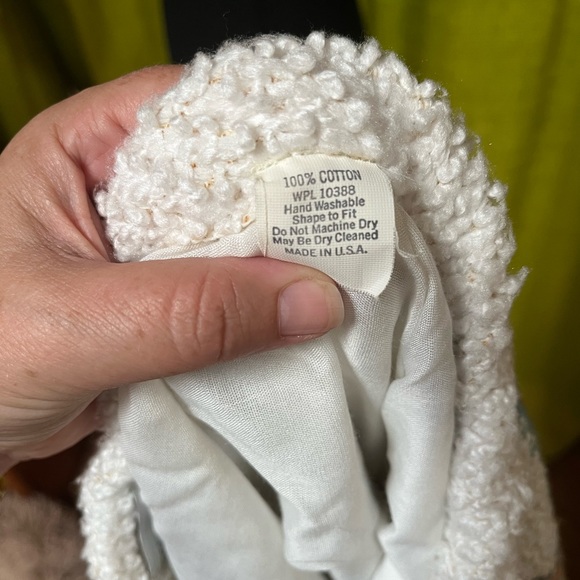 100% COTTON
WPL 10388
Hand Washable
Shape to Fit
Do Not Machine Dry
May Be Dry Cleaned
MADE IN U.S.A.